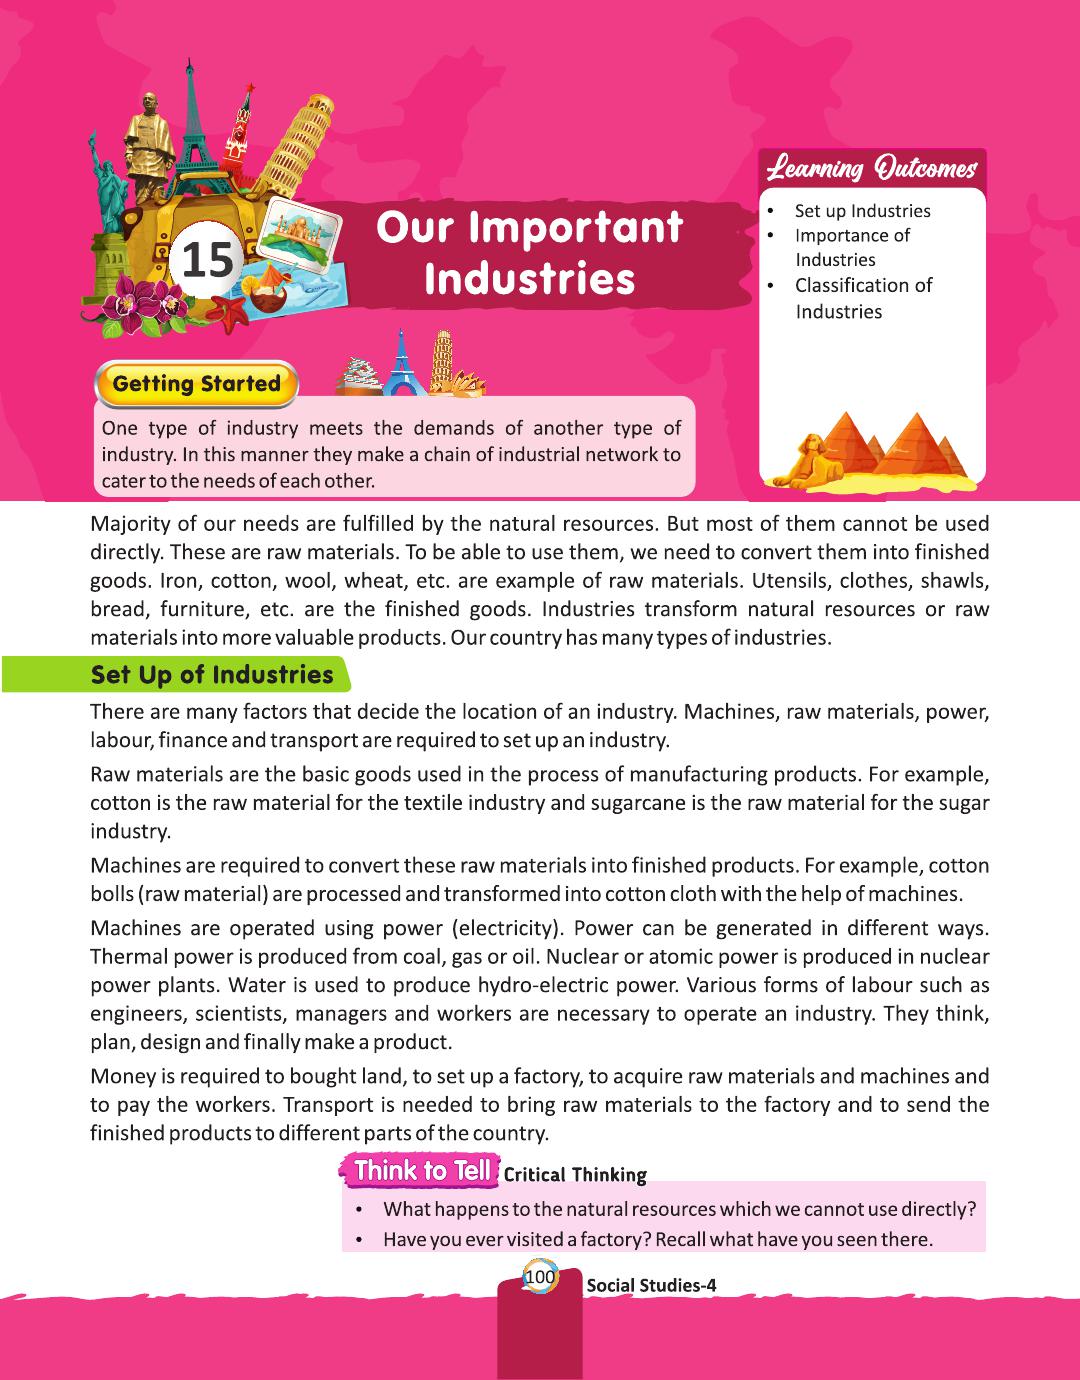 15
Our Important
Industries
Learning Outcomes
• Set up Industries
• Importance of
Industries
• Classification of
Industries
Getting Started
One type of industry meets the demands of another type of
industry. In this manner they make a chain of industrial network to
cater to the needs of each other.
Majority of our needs are fulfilled by the natural resources. But most of them cannot be used
directly. These are raw materials. To be able to use them, we need to convert them into finished
goods. Iron, cotton, wool, wheat, etc. are example of raw materials. Utensils, clothes, shawls,
bread, furniture, etc. are the finished goods. Industries transform natural resources or raw
materials into more valuable products. Our country has many types of industries.
Set Up of Industries
There are many factors that decide the location of an industry. Machines, raw materials, power,
labour, finance and transport are required to set up an industry.
Raw materials are the basic goods used in the process of manufacturing products. For example,
cotton is the raw material for the textile industry and sugarcane is the raw material for the sugar
industry.
Machines are required to convert these raw materials into finished products. For example, cotton
bolls (raw material) are processed and transformed into cotton cloth with the help of machines.
Machines are operated using power (electricity). Power can be generated in different ways.
Thermal power is produced from coal, gas or oil. Nuclear or atomic power is produced in nuclear
power plants. Water is used to produce hydro-electric power. Various forms of labour such as
engineers, scientists, managers and workers are necessary to operate an industry. They think,
plan, design and finally make a product.
Money is required to bought land, to set up a factory, to acquire raw materials and machines and
to pay the workers. Transport is needed to bring raw materials to the factory and to send the
finished products to different parts of the country.
Think to Tell Critical Thinking
• What happens to the natural resources which we cannot use directly?
• Have you ever visited a factory? Recall what have you seen there.
100 Social Studies-4